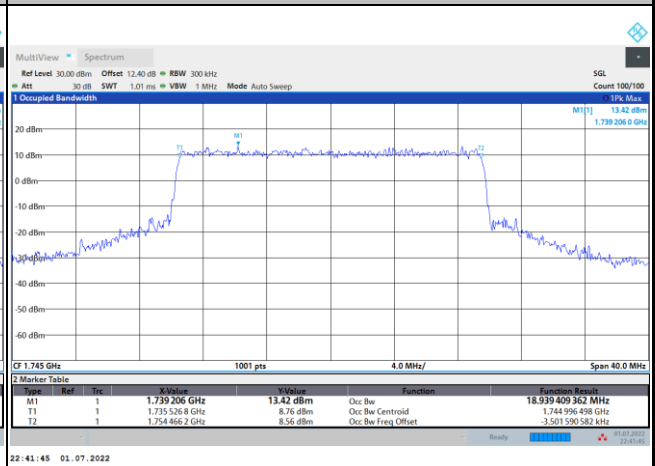 MultiView Spectrum
Ref Level 30.00 dBm Offset 12.40 dB RBW 300 kHz SGL
Att 30 dB SWT 1.01 ms VBW 1 MHz Mode Auto Sweep Count 100/100
1 Occupied Bandwidth 1Pk Max
M1[1] 13.42 dBm
1.739 206 0 GHz
20 dBm
M1
T1 T2
10 dBm
0 dBm
-10 dBm
-20 dBm
-30 dBm
-40 dBm
-50 dBm
-60 dBm
CF 1.745 GHz 1001 pts 4.0 MHz/ Span 40.0 MHz
2 Marker Table
Type Ref Trc X-Value Y-Value Function Function Result
M1 1 1.739 206 GHz 13.42 dBm Occ Bw 18.939 409 362 MHz
T1 1 1.735 526 8 GHz 8.76 dBm Occ Bw Centroid 1.744 996 498 GHz
T2 1 1.754 466 2 GHz 8.56 dBm Occ Bw Freq Offset -3.501 590 582 kHz
Ready 01.07.2022
22:41:45
22:41:45 01.07.2022